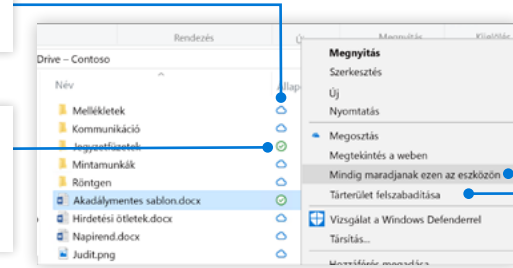 Rendezés
Megnyitás
Kijelölés
Drive – Contoso
Név
Állap
Mellékletek
Kommunikáció
Jegyzetfüzetek
Mintamunkák
Röntgen
Akadálymentes sablon.docx
Hirdetési ötletek.docx
Napirend.docx
Judit.png
Megnyitás
Szerkesztés
Új
Nyomtatás
Megosztás
Megtekintés a weben
Mindig maradjanak ezen az eszközön
Tárterület felszabadítása
Vizsgálat a Windows Defenderrel
Társítás...
Hozzáférés megadása